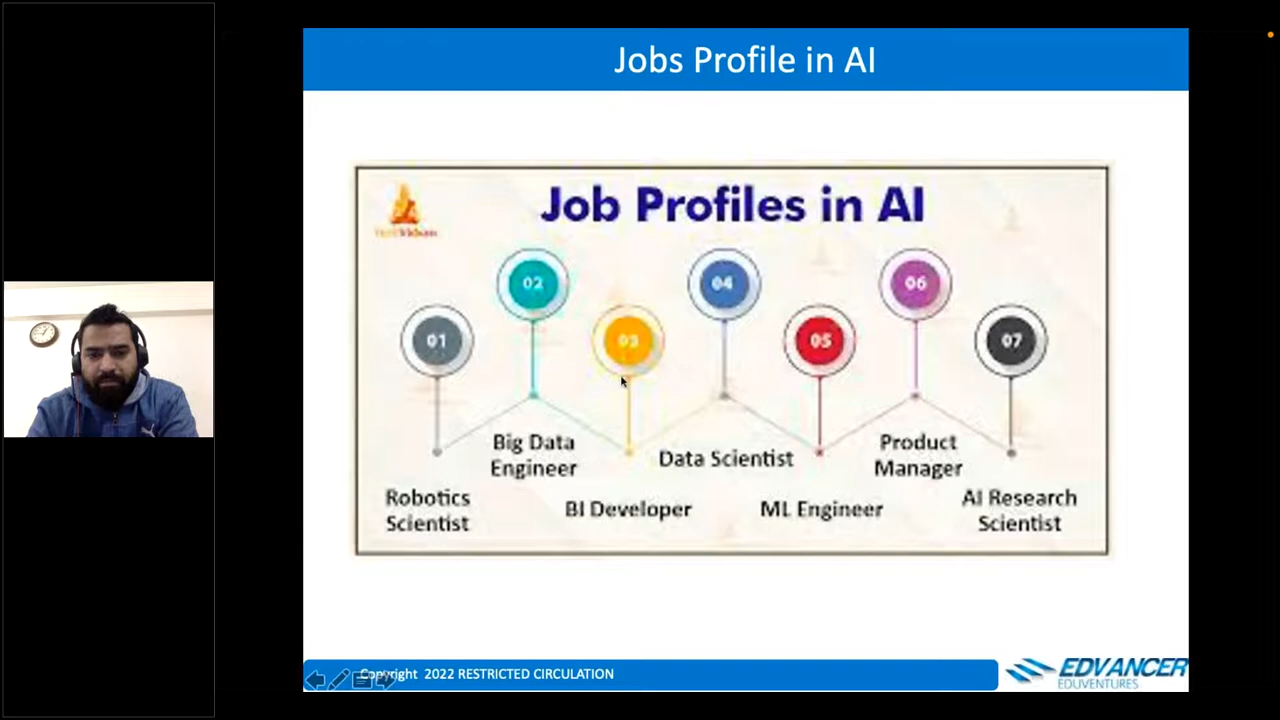 Jobs Profile in AI
Job Profiles in AI
01
02
03
04
05
06
07
Robotics
Scientist
Big Data
Engineer
BI Developer
Data Scientist
ML Engineer
Product
Manager
AI Research
Scientist
Copyright 2022 RESTRICTED CIRCULATION
EDVANCER
EDUVENTURES